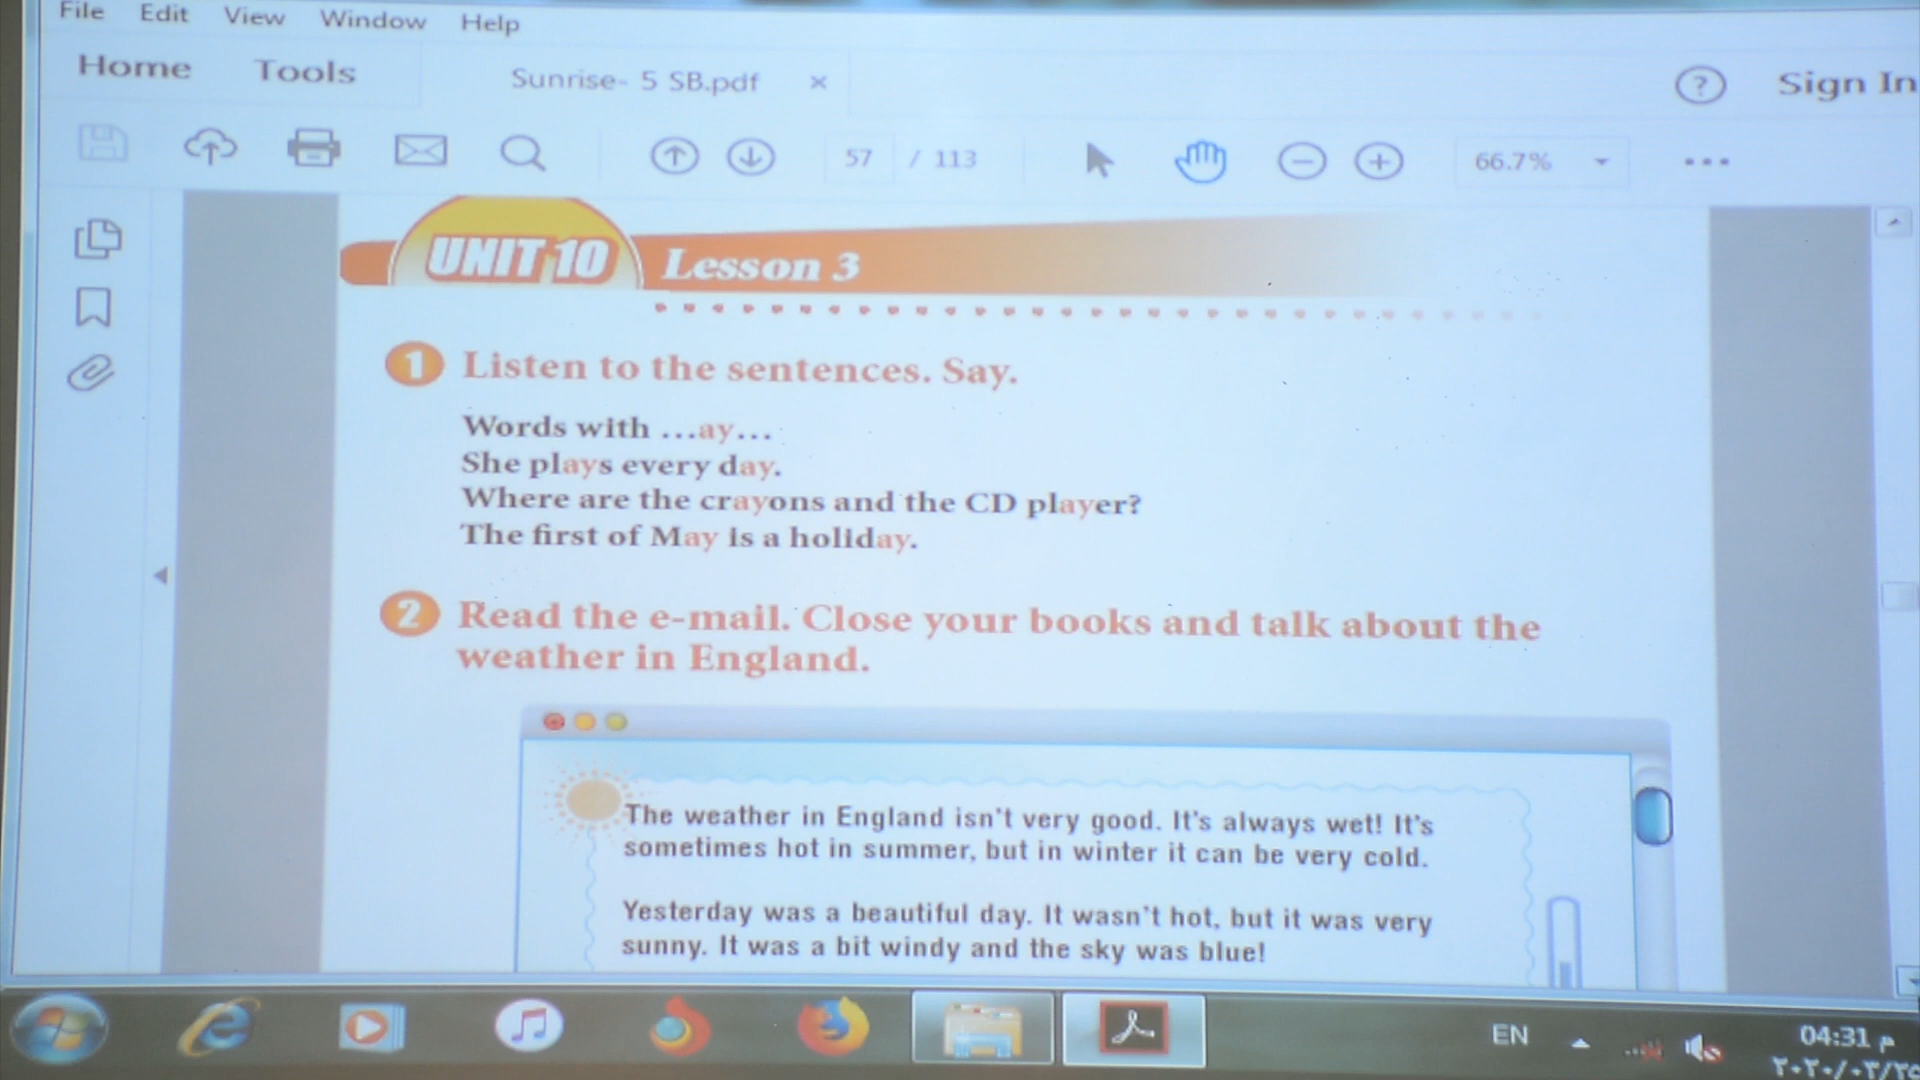 File Edit View Window Help
Home Tools Sunrise- 5 SB.pdf × ? Sign In
57 / 113 66.7%
UNIT 10 Lesson 3
1 Listen to the sentences. Say.
Words with ...ay...
She plays every day.
Where are the crayons and the CD player?
The first of May is a holiday.
2 Read the e-mail. Close your books and talk about the
weather in England.
The weather in England isn't very good. It's always wet! It's
sometimes hot in summer, but in winter it can be very cold.
Yesterday was a beautiful day. It wasn't hot, but it was very
sunny. It was a bit windy and the sky was blue!
EN
04:31 م